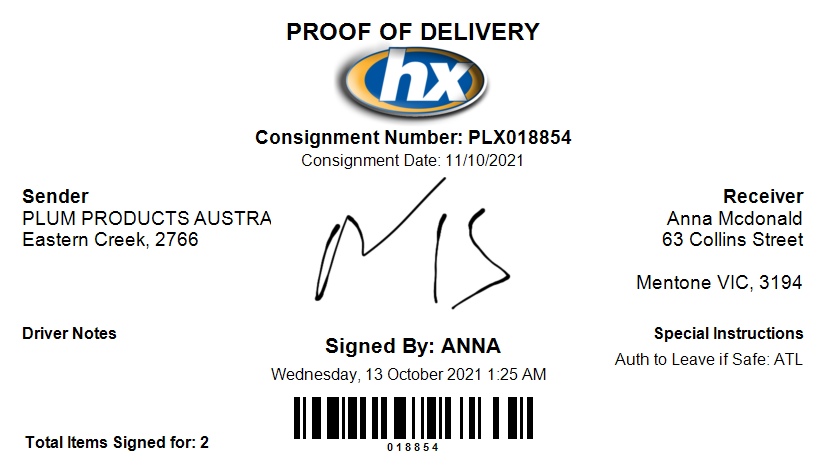 PROOF OF DELIVERY
hx
Consignment Number: PLX018854
Consignment Date: 11/10/2021
Sender
PLUM PRODUCTS AUSTRA
Eastern Creek, 2766
Receiver
Anna Mcdonald
63 Collins Street
Mentone VIC, 3194
Driver Notes
Signed By: ANNA
Wednesday, 13 October 2021 1:25 AM
Special Instructions
Auth to Leave if Safe: ATL
018854
Total Items Signed for: 2